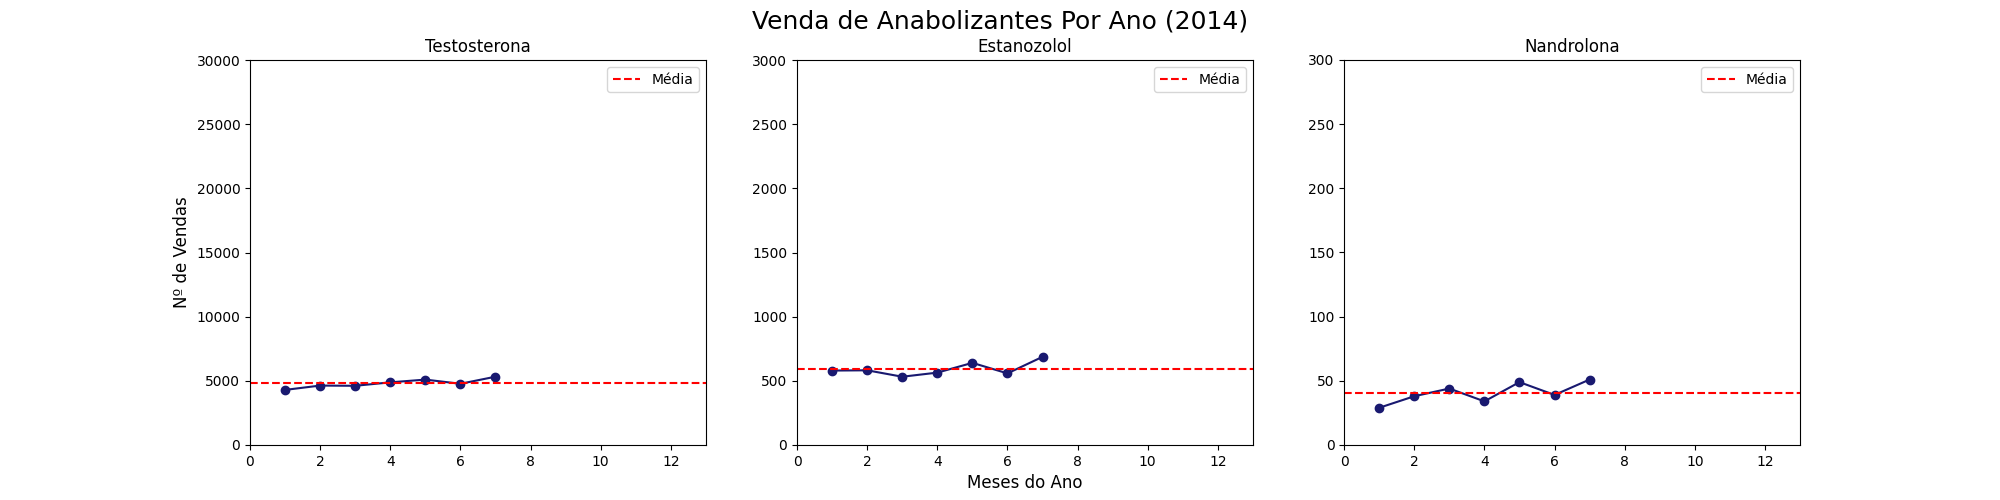 Venda de Anabolizantes Por Ano (2014)
Testosterona
Nº de Vendas
30000
25000
20000
15000
10000
5000
0
0 2 4 6 8 10 12
Média
Estanozolol
3000
2500
2000
1500
1000
500
0
0 2 4 6 8 10 12
Média
Meses do Ano
Nandrolona
300
250
200
150
100
50
0
0 2 4 6 8 10 12
Média